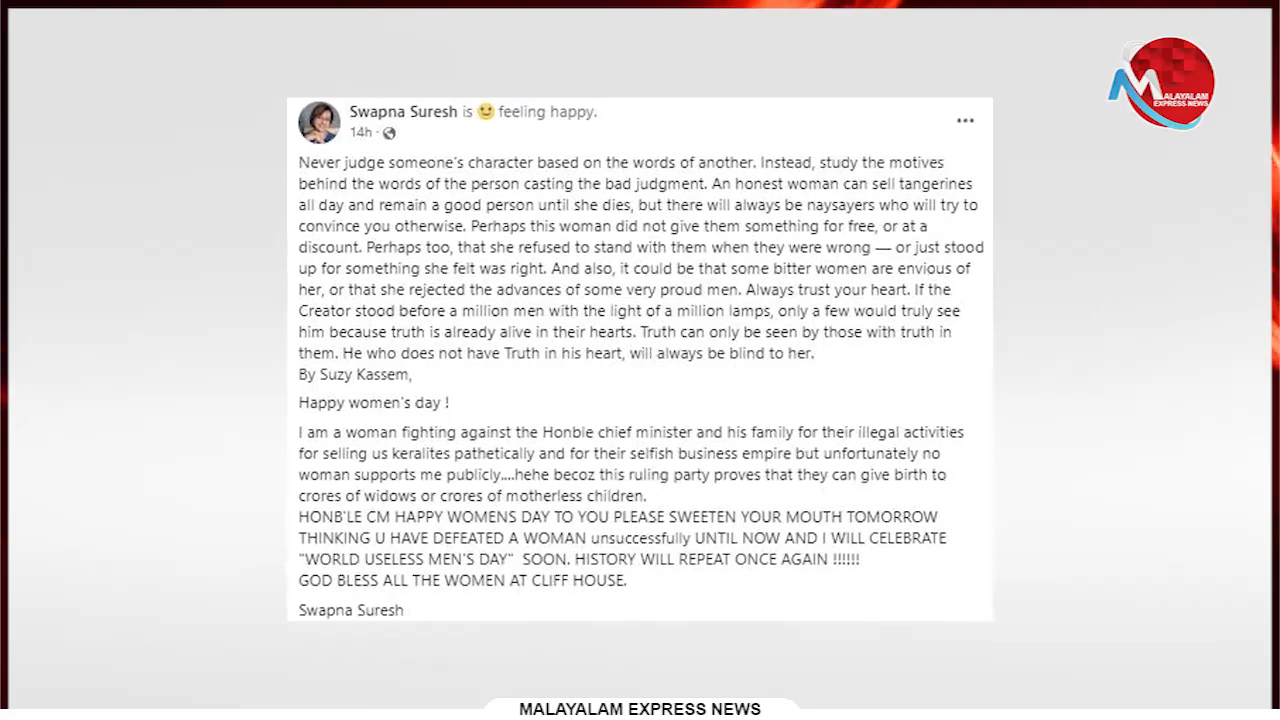 MALAYALAM
EXPRESS NEWS
Swapna Suresh is feeling happy.
14h ·
Never judge someone's character based on the words of another. Instead, study the motives
behind the words of the person casting the bad judgment. An honest woman can sell tangerines
all day and remain a good person until she dies, but there will always be naysayers who will try to
convince you otherwise. Perhaps this woman did not give them something for free, or at a
discount. Perhaps too, that she refused to stand with them when they were wrong — or just stood
up for something she felt was right. And also, it could be that some bitter women are envious of
her, or that she rejected the advances of some very proud men. Always trust your heart. If the
Creator stood before a million men with the light of a million lamps, only a few would truly see
him because truth is already alive in their hearts. Truth can only be seen by those with truth in
them. He who does not have Truth in his heart, will always be blind to her.
By Suzy Kassem,
Happy women's day !
I am a woman fighting against the Honble chief minister and his family for their illegal activities
for selling us keralites pathetically and for their selfish business empire but unfortunately no
woman supports me publicly....hehe becoz this ruling party proves that they can give birth to
crores of widows or crores of motherless children.
HONB'LE CM HAPPY WOMENS DAY TO YOU PLEASE SWEETEN YOUR MOUTH TOMORROW
THINKING U HAVE DEFEATED A WOMAN unsuccessfully UNTIL NOW AND I WILL CELEBRATE
"WORLD USELESS MEN'S DAY" SOON. HISTORY WILL REPEAT ONCE AGAIN !!!!!!
GOD BLESS ALL THE WOMEN AT CLIFF HOUSE.
Swapna Suresh
MALAYALAM EXPRESS NEWS